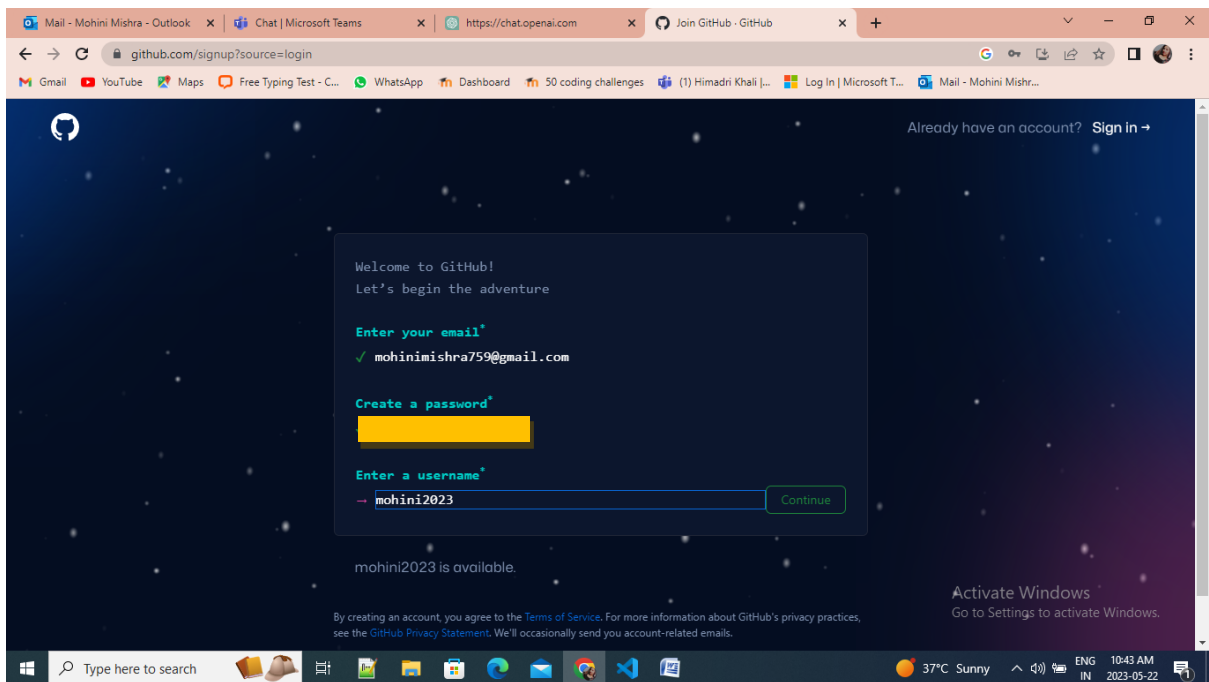 Mail - Mohini Mishra - Outlook
Chat | Microsoft Teams
https://chat.openai.com
Join GitHub · GitHub
github.com/signup?source=login
Gmail YouTube Maps Free Typing Test - C... WhatsApp Dashboard 50 coding challenges (1) Himadri Khali |... Log In | Microsoft T... Mail - Mohini Mishr...
Already have an account? Sign in →
Welcome to GitHub!
Let’s begin the adventure
Enter your email*
✓ mohinimishra759@gmail.com
Create a password*
Enter a username*
→ mohini2023 Continue
mohini2023 is available.
By creating an account, you agree to the Terms of Service. For more information about GitHub's privacy practices,
see the GitHub Privacy Statement. We'll occasionally send you account-related emails.
Activate Windows
Go to Settings to activate Windows.
Type here to search
37°C Sunny
ENG
IN
10:43 AM
2023-05-22
1